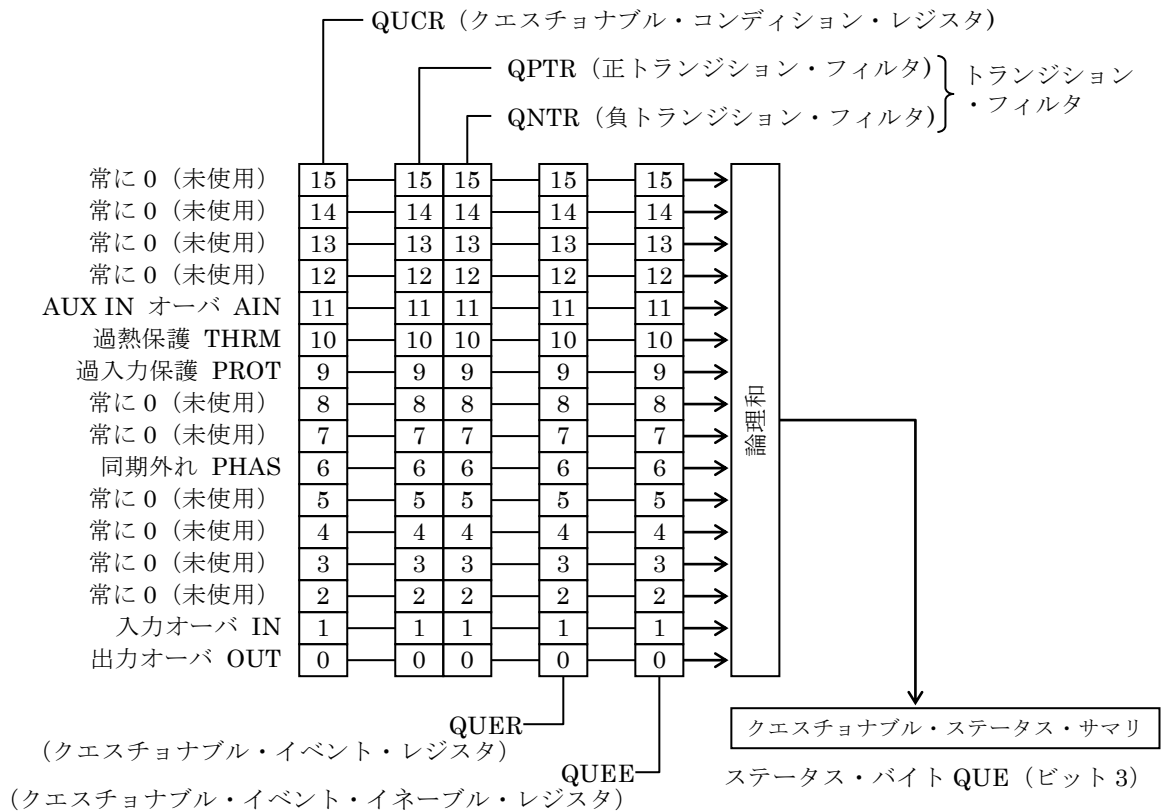 QUCR（クエスチョナブル・コンディション・レジスタ）
QPTR（正トランジション・フィルタ）
QNTR（負トランジション・フィルタ）
トランジション
・フィルタ
常に 0（未使用） 15 15 15 15 15
常に 0（未使用） 14 14 14 14 14
常に 0（未使用） 13 13 13 13 13
常に 0（未使用） 12 12 12 12 12
AUX IN オーバ AIN 11 11 11 11 11
過熱保護 THRM 10 10 10 10 10
過入力保護 PROT 9 9 9 9 9
常に 0（未使用） 8 8 8 8 8
常に 0（未使用） 7 7 7 7 7
同期外れ PHAS 6 6 6 6 6
常に 0（未使用） 5 5 5 5 5
常に 0（未使用） 4 4 4 4 4
常に 0（未使用） 3 3 3 3 3
常に 0（未使用） 2 2 2 2 2
入力オーバ IN 1 1 1 1 1
出力オーバ OUT 0 0 0 0 0
論理和
QUER
（クエスチョナブル・イベント・レジスタ）
QUEE
（クエスチョナブル・イベント・イネーブル・レジスタ）
クエスチョナブル・ステータス・サマリ
ステータス・バイト QUE（ビット 3）